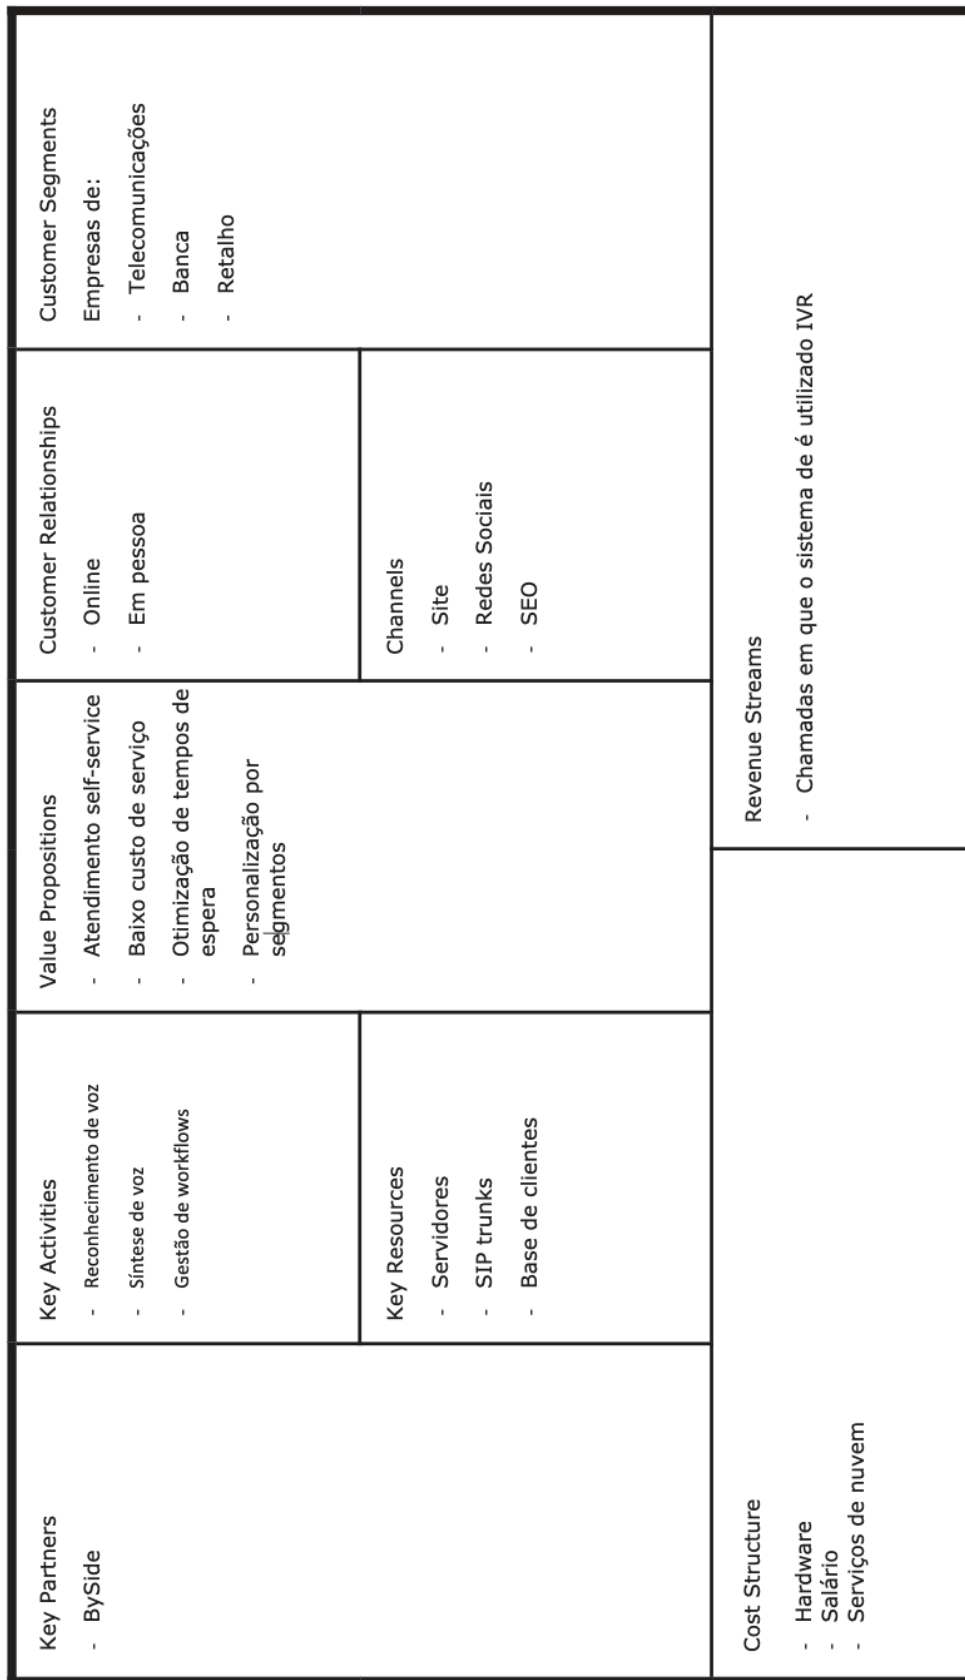 Key Partners
- BySide
Key Activities
- Reconhecimento de voz
- Síntese de voz
- Gestão de workflows
Key Resources
- Servidores
- SIP trunks
- Base de clientes
Value Propositions
- Atendimento self-service
- Baixo custo de serviço
- Otimização de tempos de
espera
- Personalização por
segmentos
Customer Relationships
- Online
- Em pessoa
Channels
- Site
- Redes Sociais
- SEO
Customer Segments
Empresas de:
- Telecomunicações
- Banca
- Retalho
Cost Structure
- Hardware
- Salário
- Serviços de nuvem
Revenue Streams
- Chamadas em que o sistema de é utilizado IVR